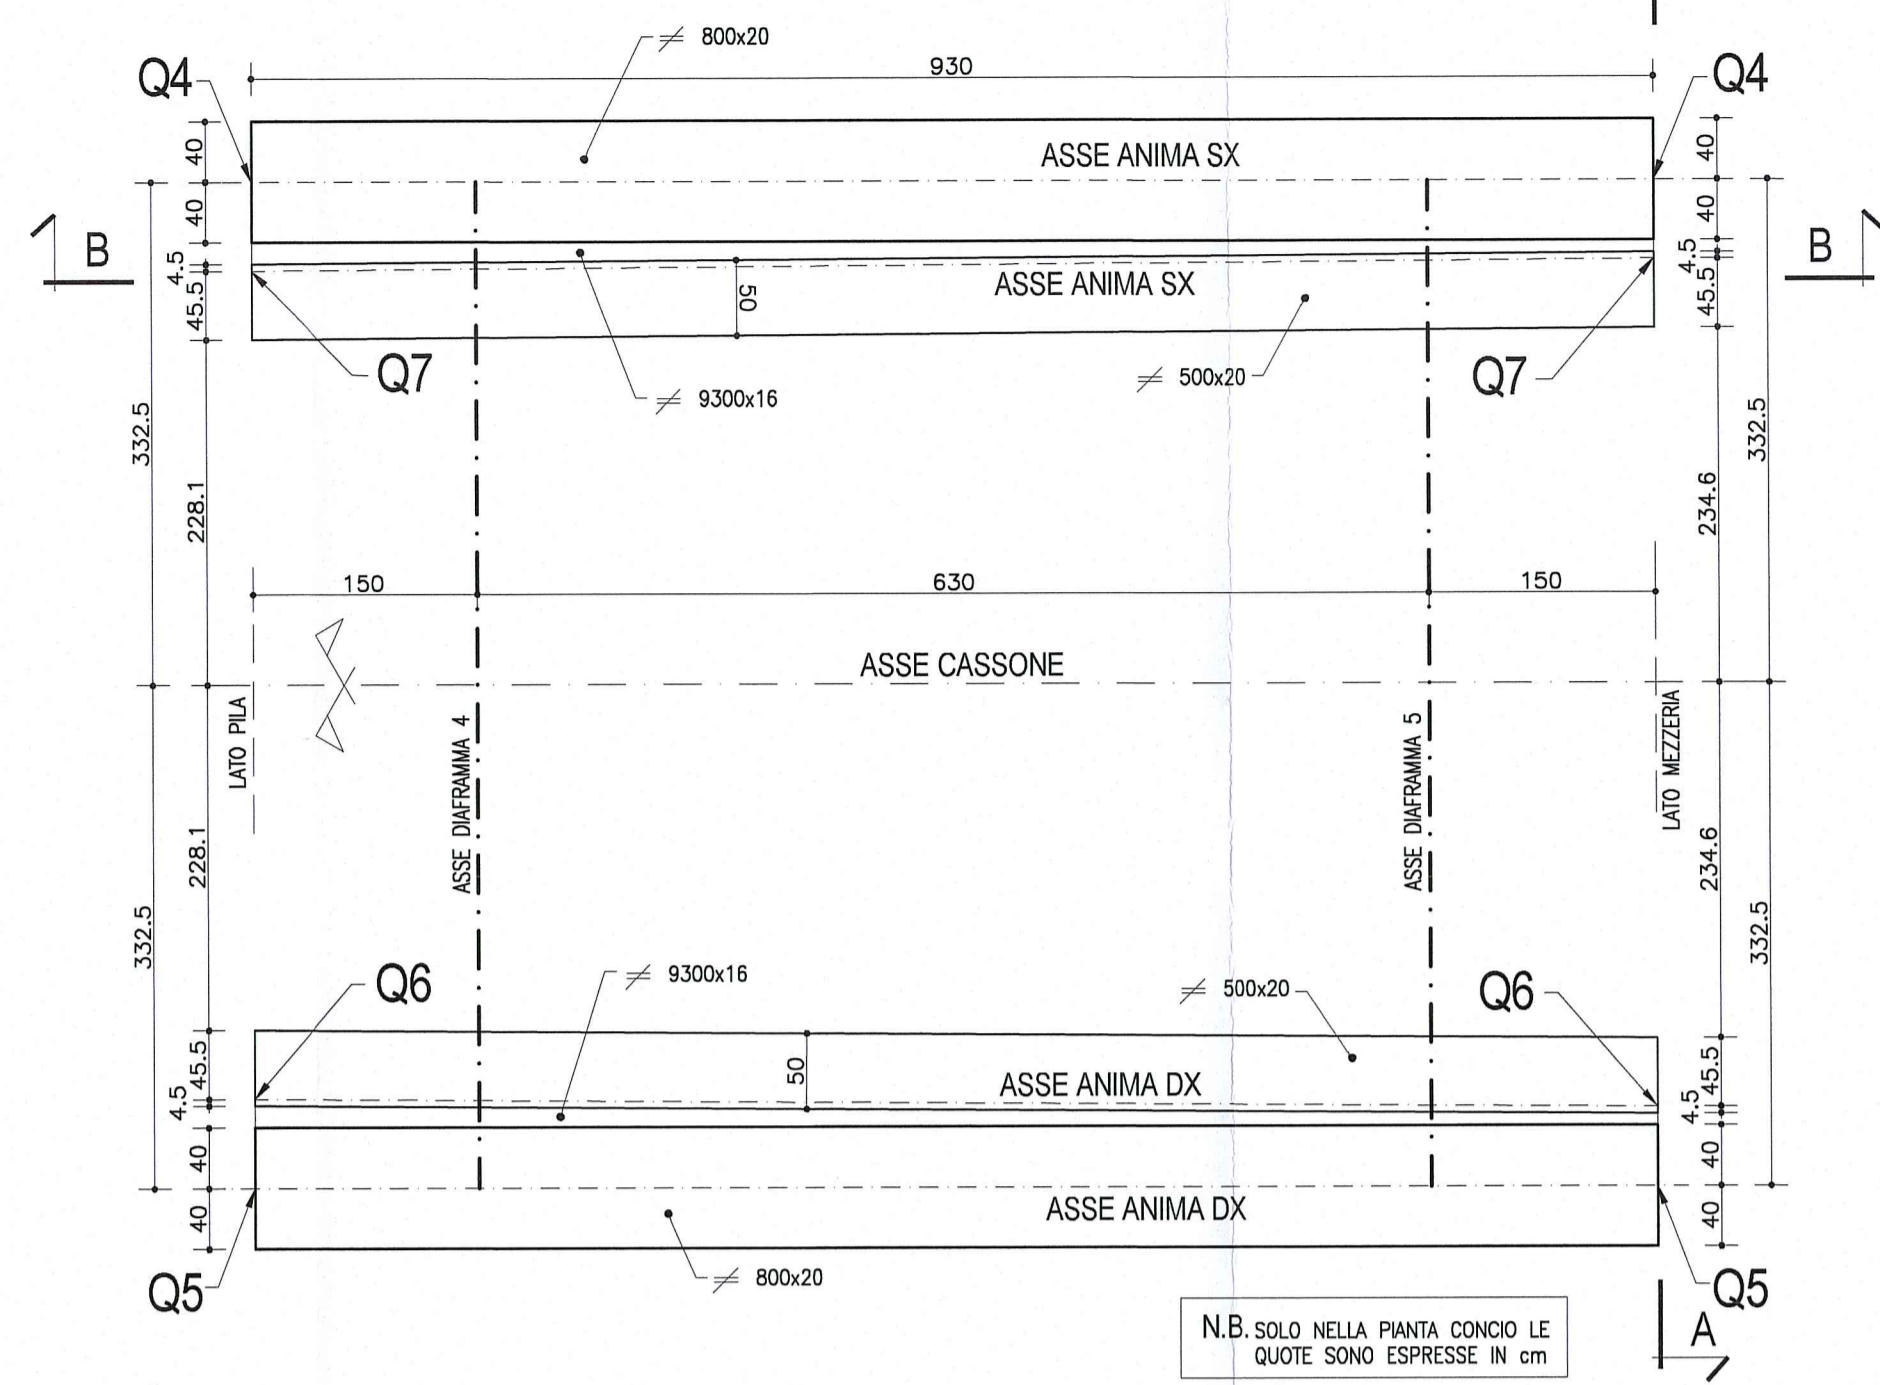 ≠ 800x20
930
Q4
Q4
40
ASSE ANIMA SX
40
40
40
B
B
4.5
4.5
45.5
ASSE ANIMA SX
45.5
50
Q7
≠ 500x20
Q7
≠ 9300x16
332.5
332.5
228.1
234.6
150
630
150
ASSE CASSONE
LATO PILA
ASSE DIAFRAMMA 4
ASSE DIAFRAMMA 5
LATO MEZZERIA
228.1
234.6
332.5
332.5
Q6
≠ 9300x16
≠ 500x20
Q6
45.5
50
45.5
ASSE ANIMA DX
4.5
4.5
40
40
ASSE ANIMA DX
40
40
≠ 800x20
Q5
Q5
N.B. SOLO NELLA PIANTA CONCIO LE
QUOTE SONO ESPRESSE IN cm
A